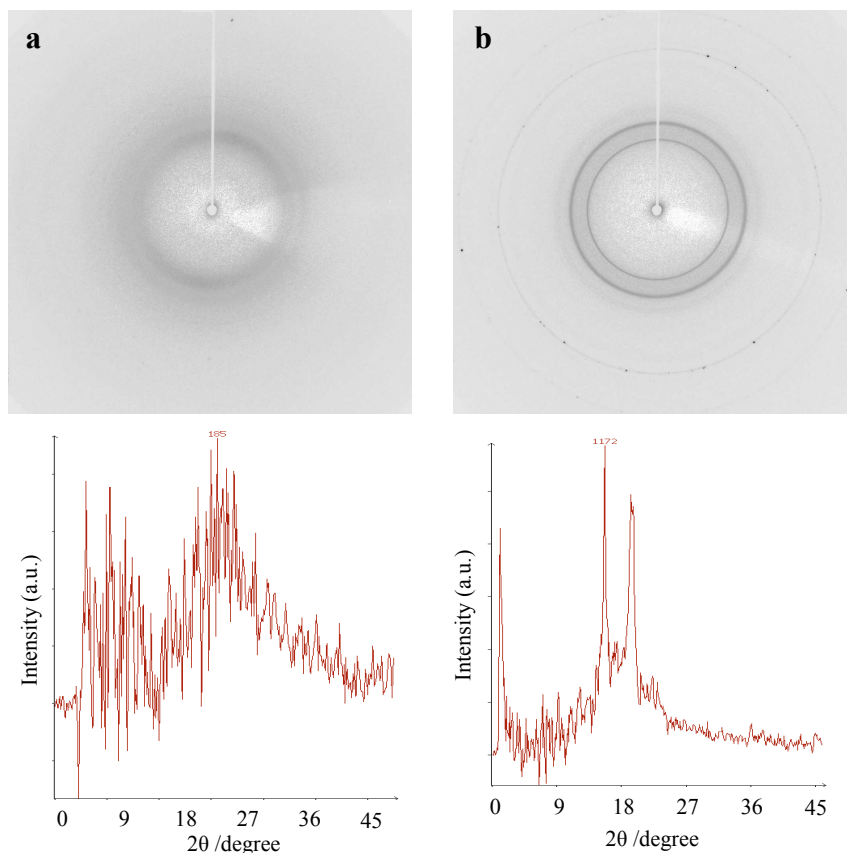 a
b
185
1172
Intensity (a.u.)
Intensity (a.u.)
0 9 18 27 36 45
0 9 18 27 36 45
2θ /degree
2θ /degree